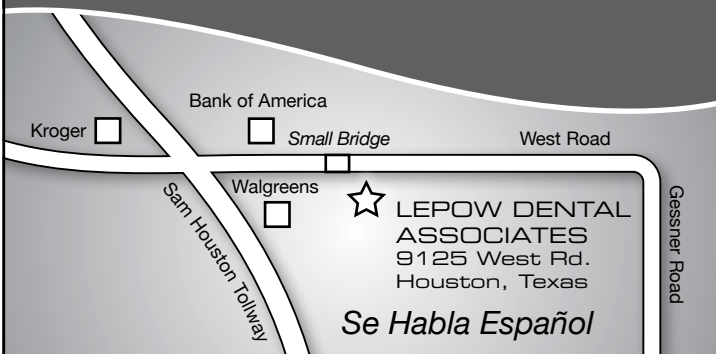 Bank of America
Kroger
Small Bridge
West Road
Walgreens
Sam Houston Tollway
Gessner Road
LEPOW DENTAL
ASSOCIATES
9125 West Rd.
Houston, Texas
Se Habla Español